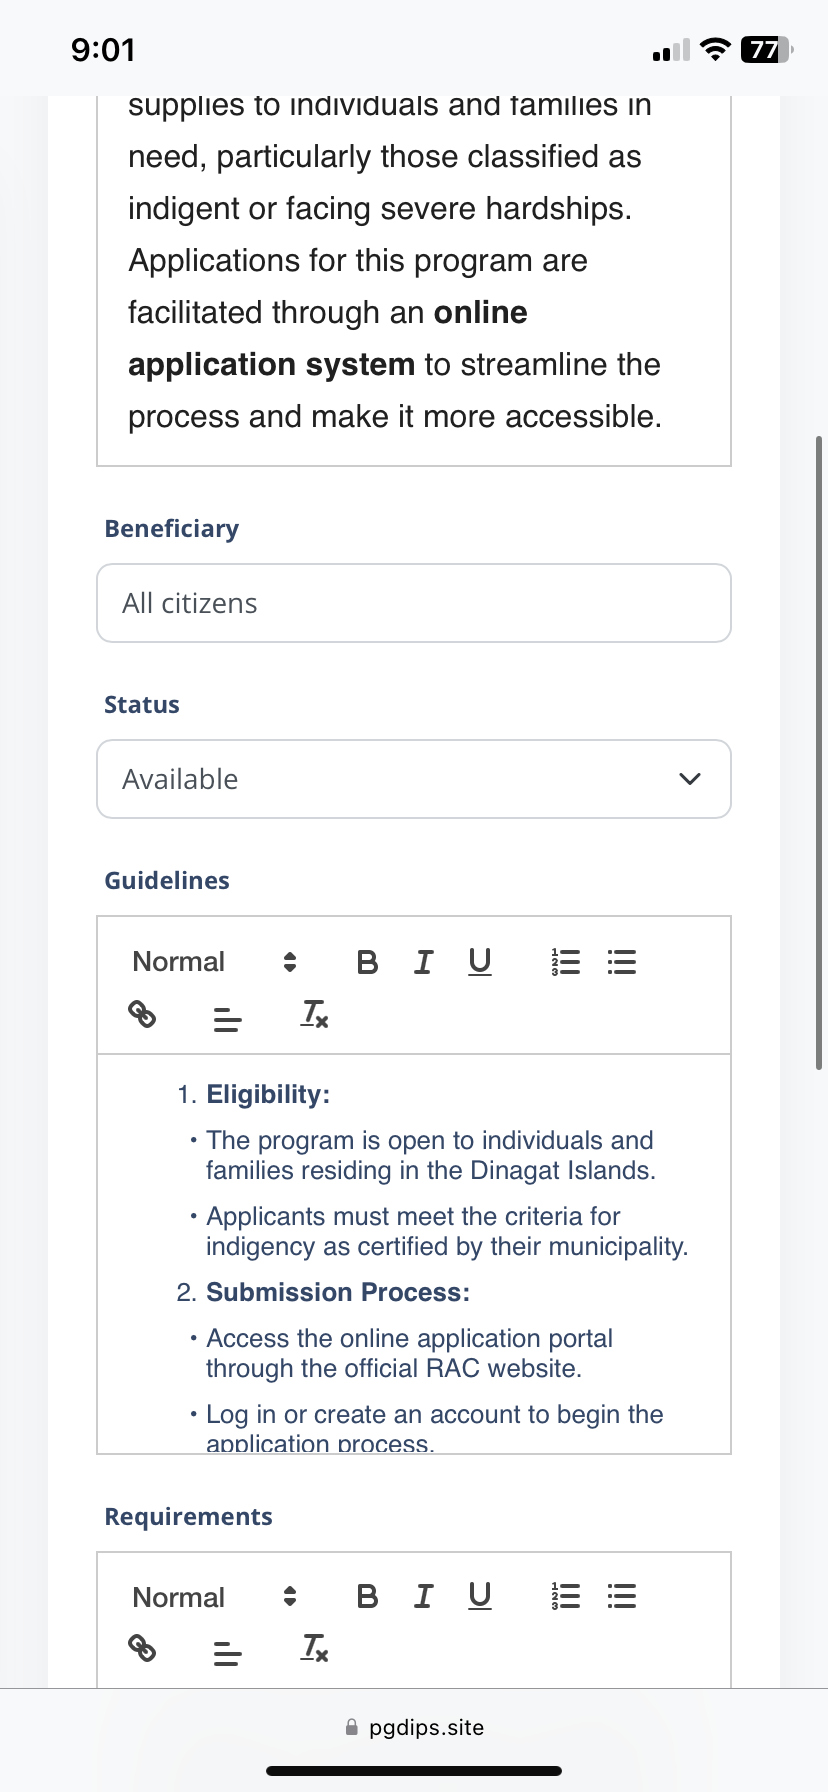 9:01
77
supplies to individuals and families in
need, particularly those classified as
indigent or facing severe hardships.
Applications for this program are
facilitated through an online
application system to streamline the
process and make it more accessible.
Beneficiary
All citizens
Status
Available
Guidelines
Normal
1. Eligibility:
• The program is open to individuals and
families residing in the Dinagat Islands.
• Applicants must meet the criteria for
indigency as certified by their municipality.
2. Submission Process:
• Access the online application portal
through the official RAC website.
• Log in or create an account to begin the
application process.
Requirements
Normal
pgdips.site